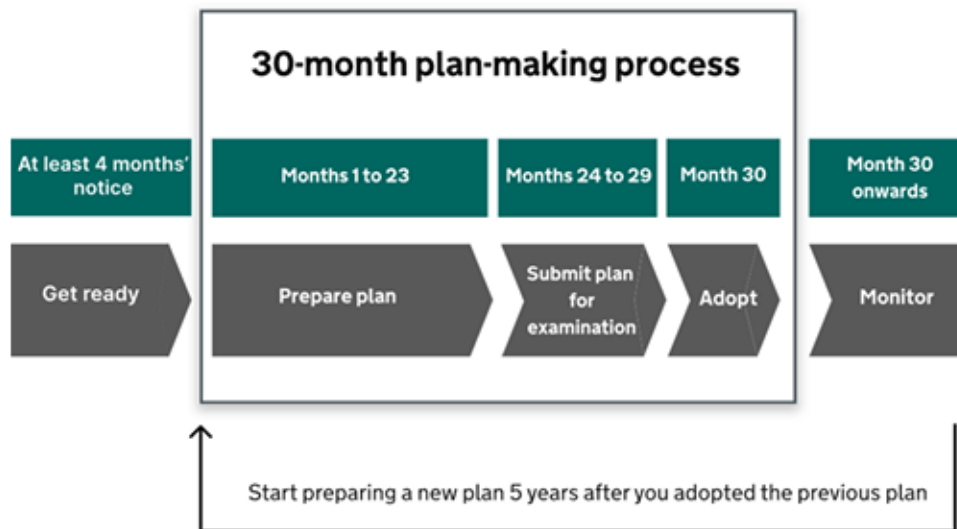 30-month plan-making process
At least 4 months’
notice
Months 1 to 23
Months 24 to 29
Month 30
Month 30
onwards
Get ready
Prepare plan
Submit plan
for
examination
Adopt
Monitor
Start preparing a new plan 5 years after you adopted the previous plan